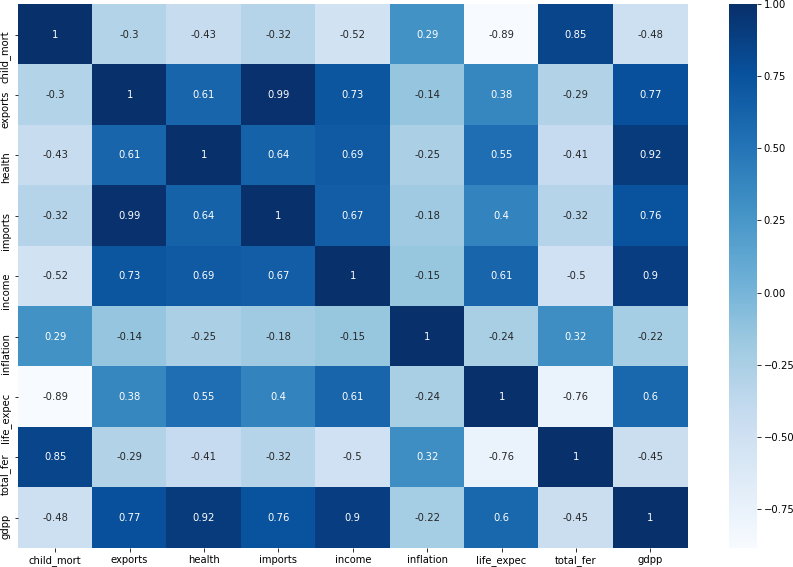 child_mort 1 -0.3 -0.43 -0.32 -0.52 0.29 -0.89 0.85 -0.48
exports -0.3 1 0.61 0.99 0.73 -0.14 0.38 -0.29 0.77
health -0.43 0.61 1 0.64 0.69 -0.25 0.55 -0.41 0.92
imports -0.32 0.99 0.64 1 0.67 -0.18 0.4 -0.32 0.76
income -0.52 0.73 0.69 0.67 1 -0.15 0.61 -0.5 0.9
inflation 0.29 -0.14 -0.25 -0.18 -0.15 1 -0.24 0.32 -0.22
life_expec -0.89 0.38 0.55 0.4 0.61 -0.24 1 -0.76 0.6
total_fer 0.85 -0.29 -0.41 -0.32 -0.5 0.32 -0.76 1 -0.45
gdpp -0.48 0.77 0.92 0.76 0.9 -0.22 0.6 -0.45 1
child_mort exports health imports income inflation life_expec total_fer gdpp
1.00
0.75
0.50
0.25
0.00
−0.25
−0.50
−0.75